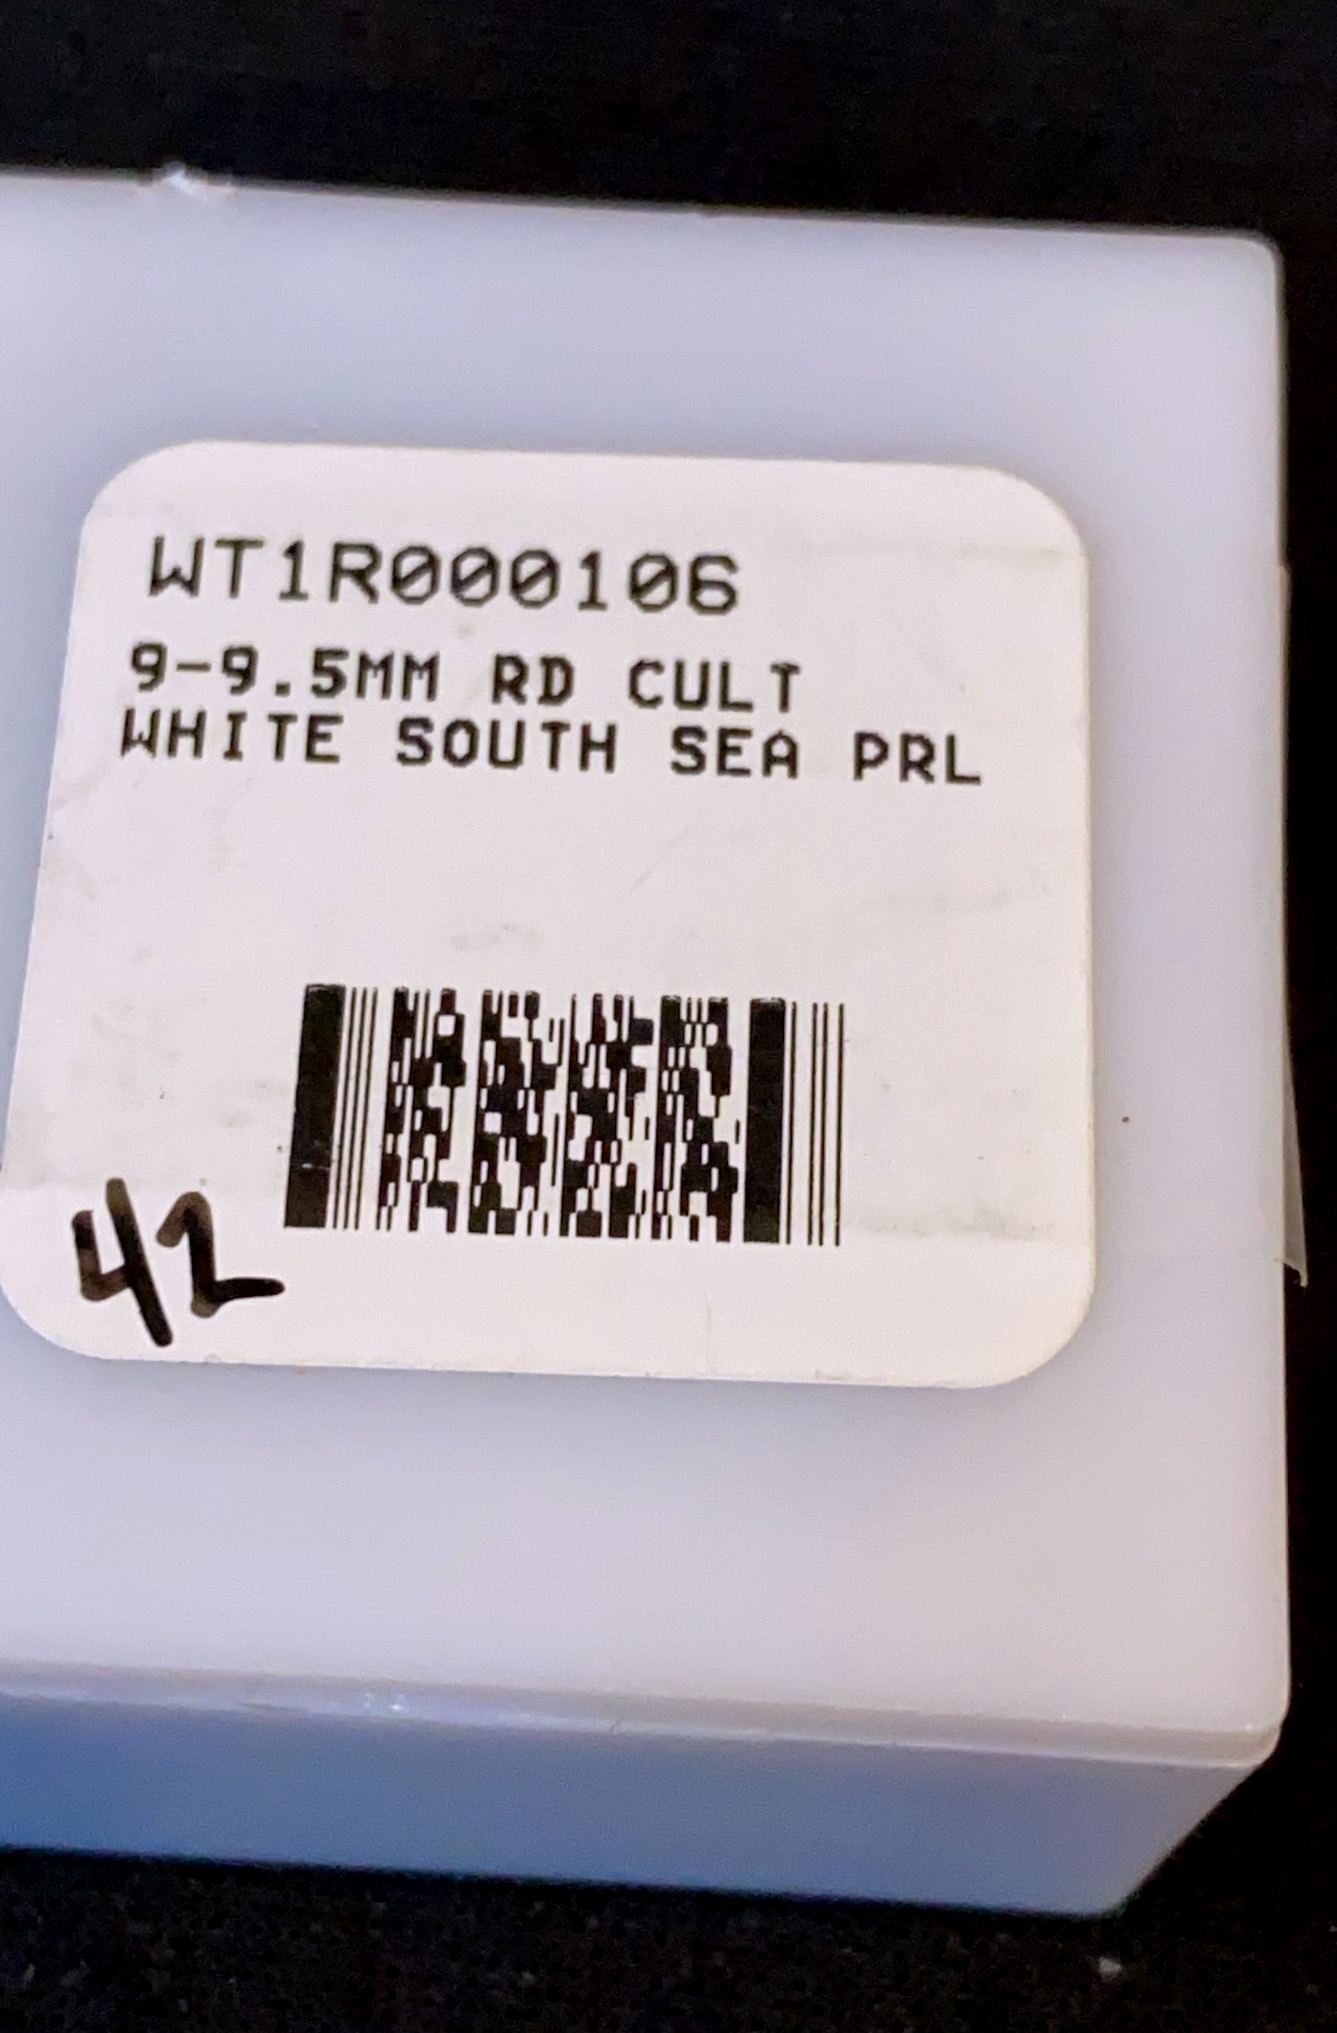 WT1R000106
9-9.5MM RD CULT
WHITE SOUTH SEA PRL
42